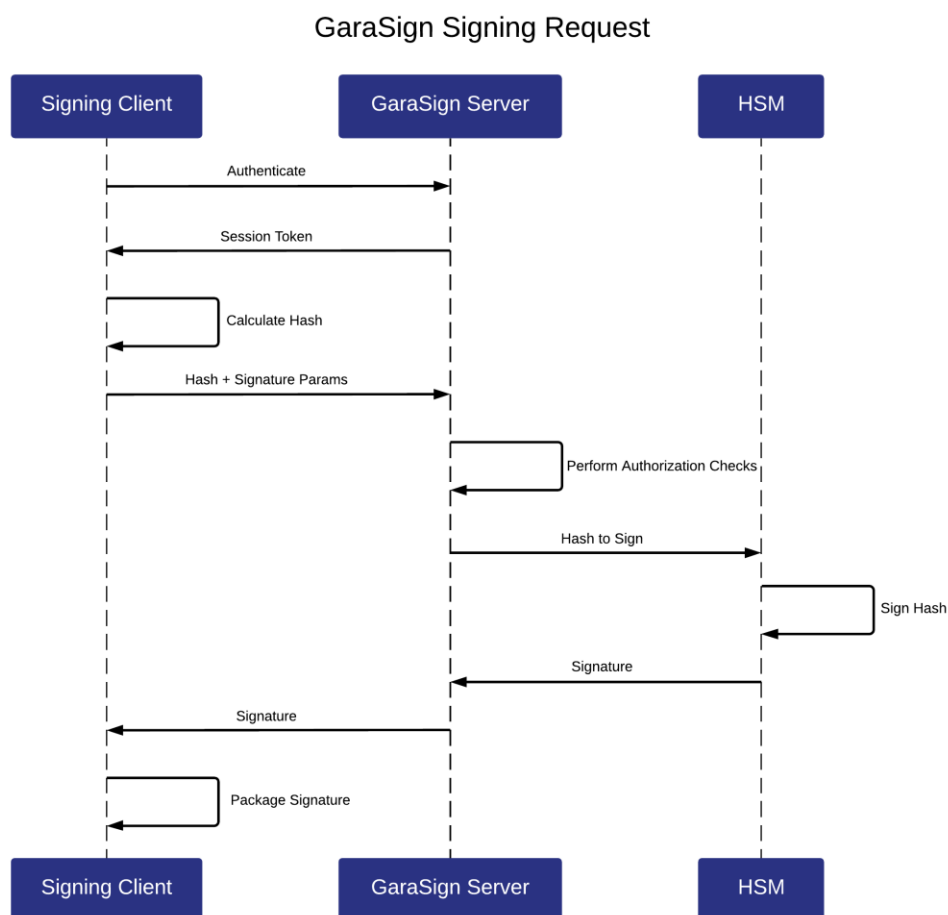 GaraSign Signing Request
Signing Client
GaraSign Server
HSM
Authenticate
Session Token
Calculate Hash
Hash + Signature Params
Perform Authorization Checks
Hash to Sign
Sign Hash
Signature
Signature
Package Signature
Signing Client
GaraSign Server
HSM